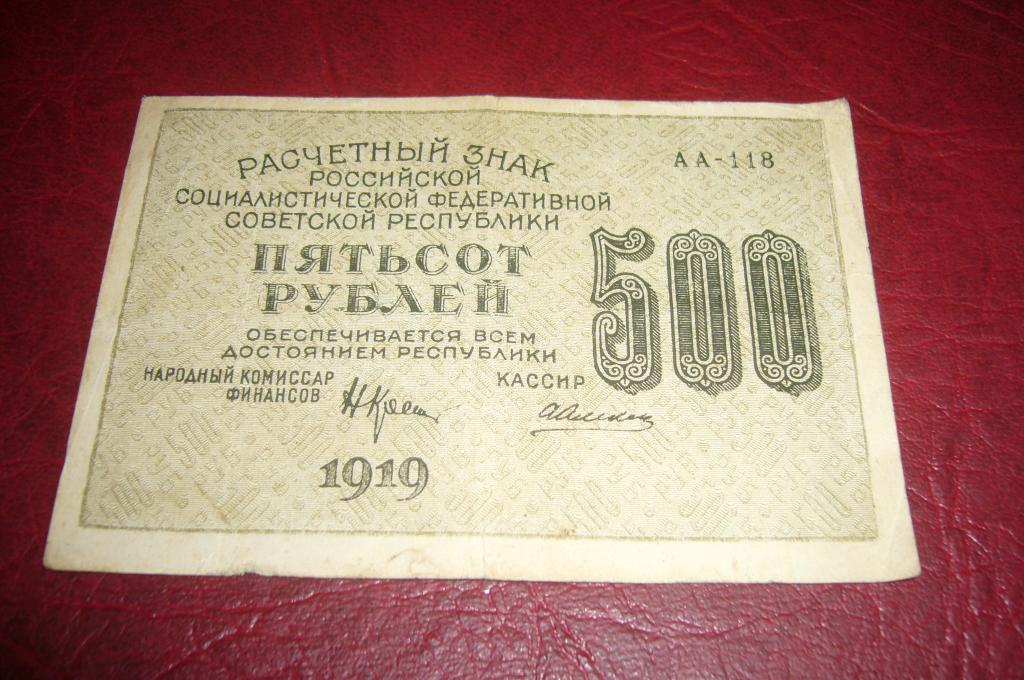 РАСЧЕТНЫЙ ЗНАК
РОССИЙСКОЙ
СОЦИАЛИСТИЧЕСКОЙ ФЕДЕРАТИВНОЙ
СОВЕТСКОЙ РЕСПУБЛИКИ
АА-118
ПЯТЬСОТ
РУБЛЕЙ
500
ОБЕСПЕЧИВАЕТСЯ ВСЕМ
ДОСТОЯНИЕМ РЕСПУБЛИКИ
НАРОДНЫЙ КОМИССАР
ФИНАНСОВ
КАССИР
1919